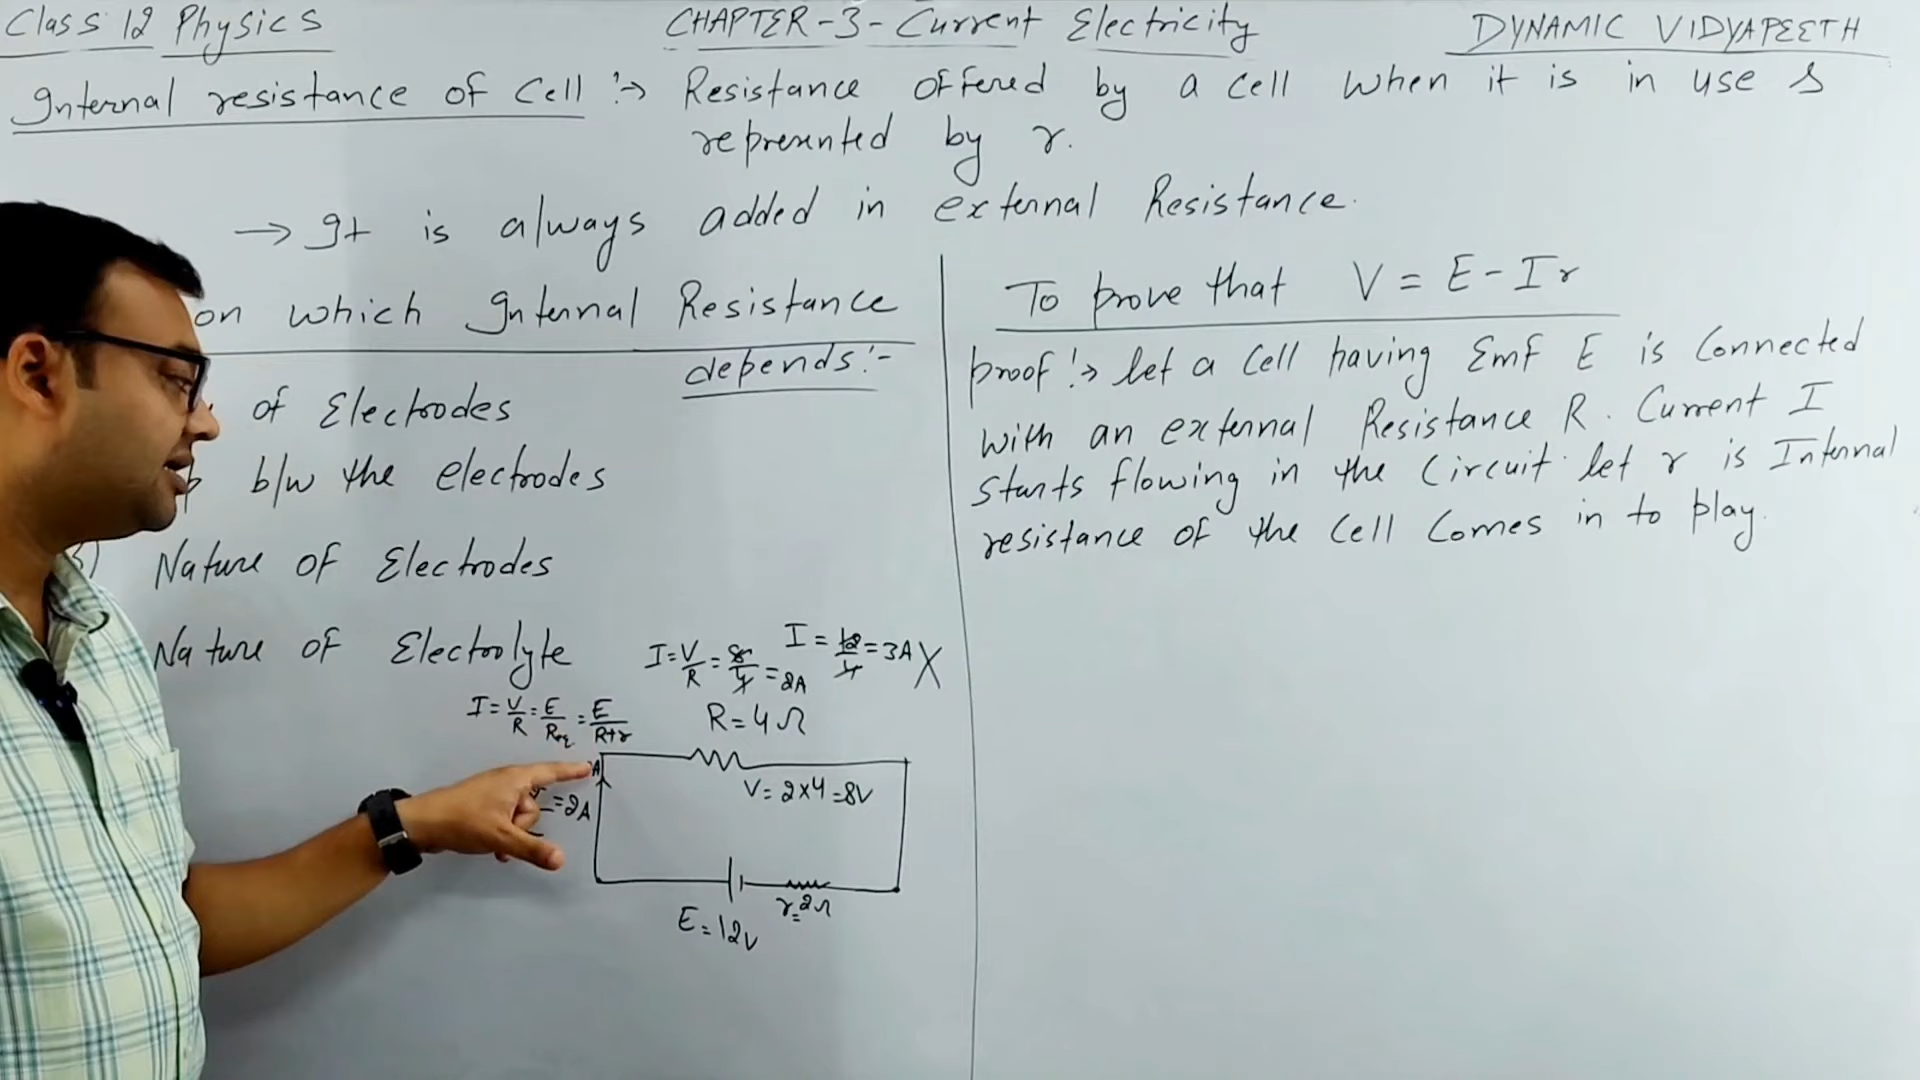 Class 12 Physics
CHAPTER-3-Current Electricity
DYNAMIC VIDYAPEETH
Internal resistance of Cell :→ Resistance offered by a cell when it is in use &
represented by r.
→ It is always added in external Resistance.
on which Internal Resistance
depends:-
of Electrodes
b/w the electrodes
3) Nature of Electrodes
Nature of Electrolyte
I=V/R=8/4=2A
I=12/4=3A X
I=V/R=E/Req=E/R+r
R=4Ω
A
=2A
V=2x4=8V
r=2Ω
E=12V
To prove that V = E-Ir
proof :→ let a Cell having Emf E is Connected
with an external Resistance R. Current I
starts flowing in the Circuit. let r is Internal
resistance of the Cell Comes in to play.